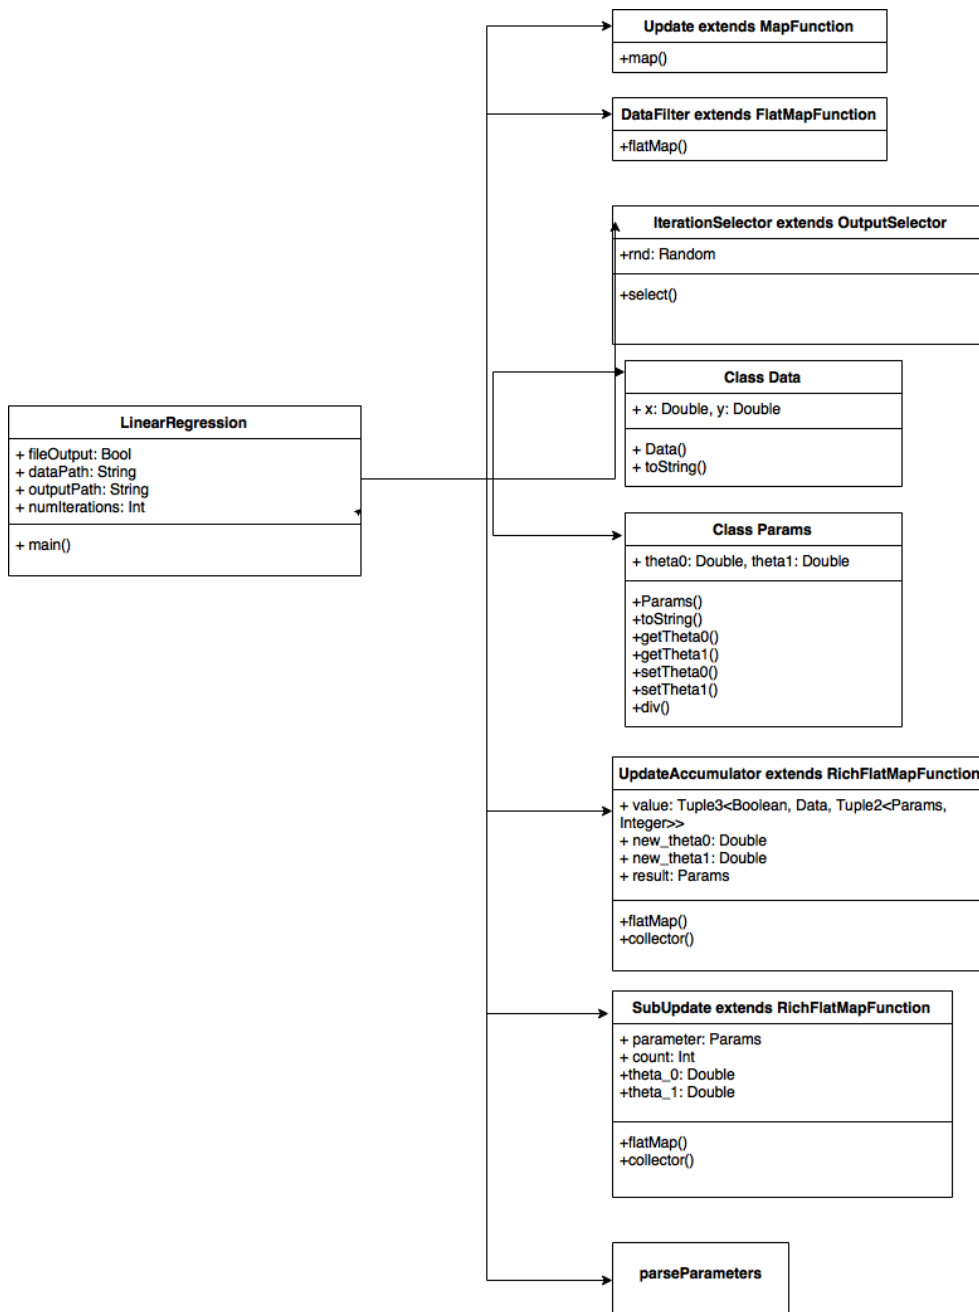 Update extends MapFunction
+map()
DataFilter extends FlatMapFunction
+flatMap()
IterationSelector extends OutputSelector
+rnd: Random
+select()
Class Data
+ x: Double, y: Double
+ Data()
+ toString()
LinearRegression
+ fileOutput: Bool
+ dataPath: String
+ outputPath: String
+ numIterations: Int
+ main()
Class Params
+ theta0: Double, theta1: Double
+Params()
+toString()
+getTheta0()
+getTheta1()
+setTheta0()
+setTheta1()
+div()
UpdateAccumulator extends RichFlatMapFunction
+ value: Tuple3<Boolean, Data, Tuple2<Params,
Integer>>
+ new_theta0: Double
+ new_theta1: Double
+ result: Params
+flatMap()
+collector()
SubUpdate extends RichFlatMapFunction
+ parameter: Params
+ count: Int
+theta_0: Double
+theta_1: Double
+flatMap()
+collector()
parseParameters